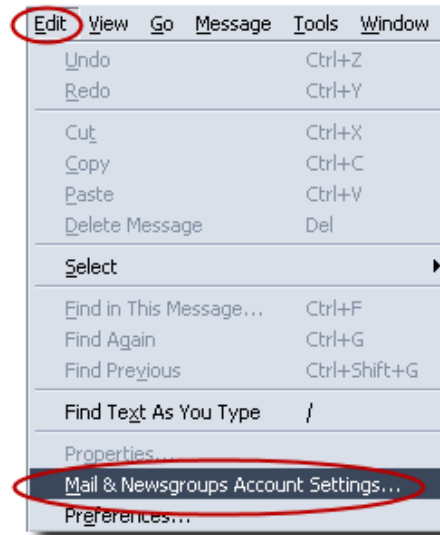 Edit View Go Message Tools Window
Undo Ctrl+Z
Redo Ctrl+Y
Cut Ctrl+X
Copy Ctrl+C
Paste Ctrl+V
Delete Message Del
Select
Find in This Message... Ctrl+F
Find Again Ctrl+G
Find Previous Ctrl+Shift+G
Find Text As You Type /
Properties...
Mail & Newsgroups Account Settings...
Preferences...